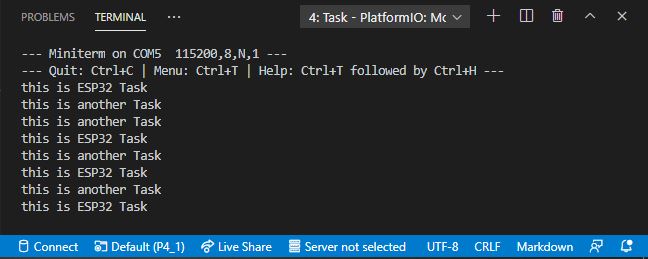 PROBLEMS TERMINAL ... 4: Task - PlatformIO: Mo
--- Miniterm on COM5  115200,8,N,1 ---
--- Quit: Ctrl+C | Menu: Ctrl+T | Help: Ctrl+T followed by Ctrl+H ---
this is ESP32 Task
this is another Task
this is another Task
this is ESP32 Task
this is another Task
this is ESP32 Task
this is another Task
this is ESP32 Task
Connect Default (P4_1) Live Share Server not selected UTF-8 CRLF Markdown